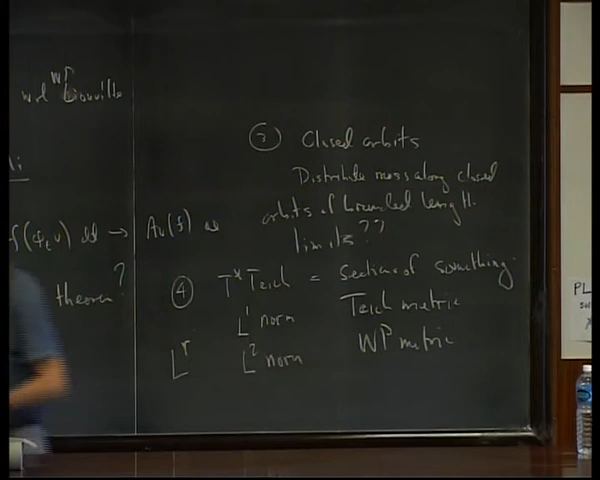 wrt WP Liouville
f(φ_t v) dt → Av(f) as
theorem?
③ Closed orbits
Distribute mass along closed
orbits of bounded length.
limits??
④ T* Teich = sections of something.
L¹ norm Teich metric
L^r L² norm WP metric
PL